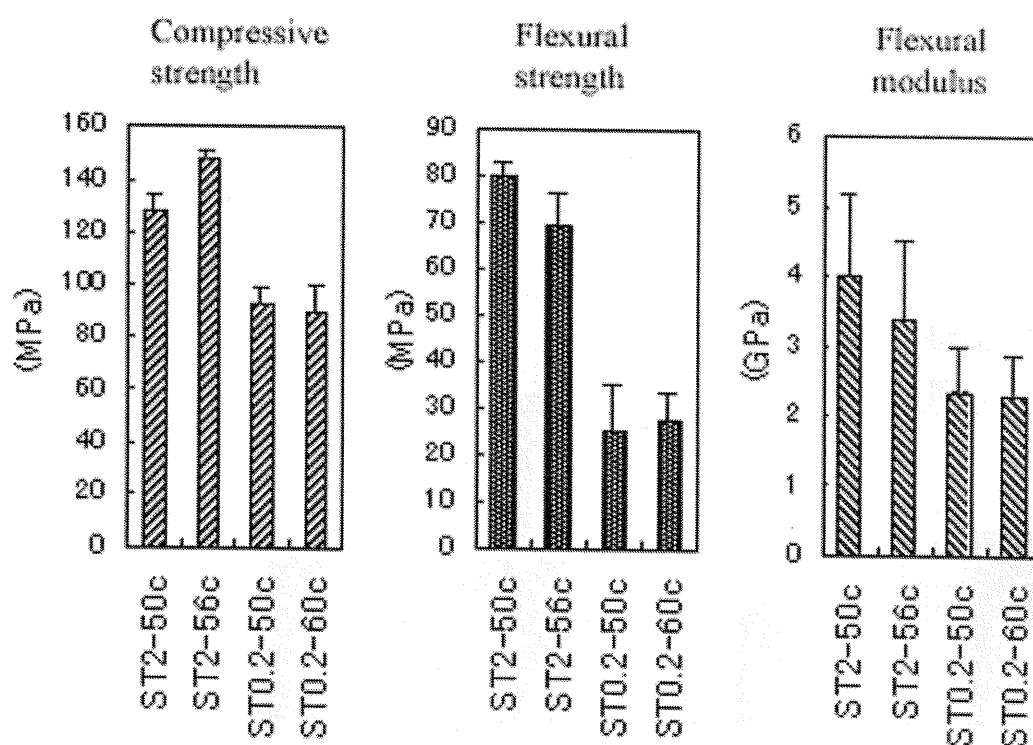 Compressive
strength
160
140
120
100
80
60
40
20
0
(MPa)
ST2-50c
ST2-56c
ST0.2-50c
ST0.2-60c
Flexural
strength
90
80
70
60
50
40
30
20
10
0
(MPa)
ST2-50c
ST2-56c
ST0.2-50c
ST0.2-60c
Flexural
modulus
6
5
4
3
2
1
0
(GPa)
ST2-50c
ST2-56c
ST0.2-50c
ST0.2-60c